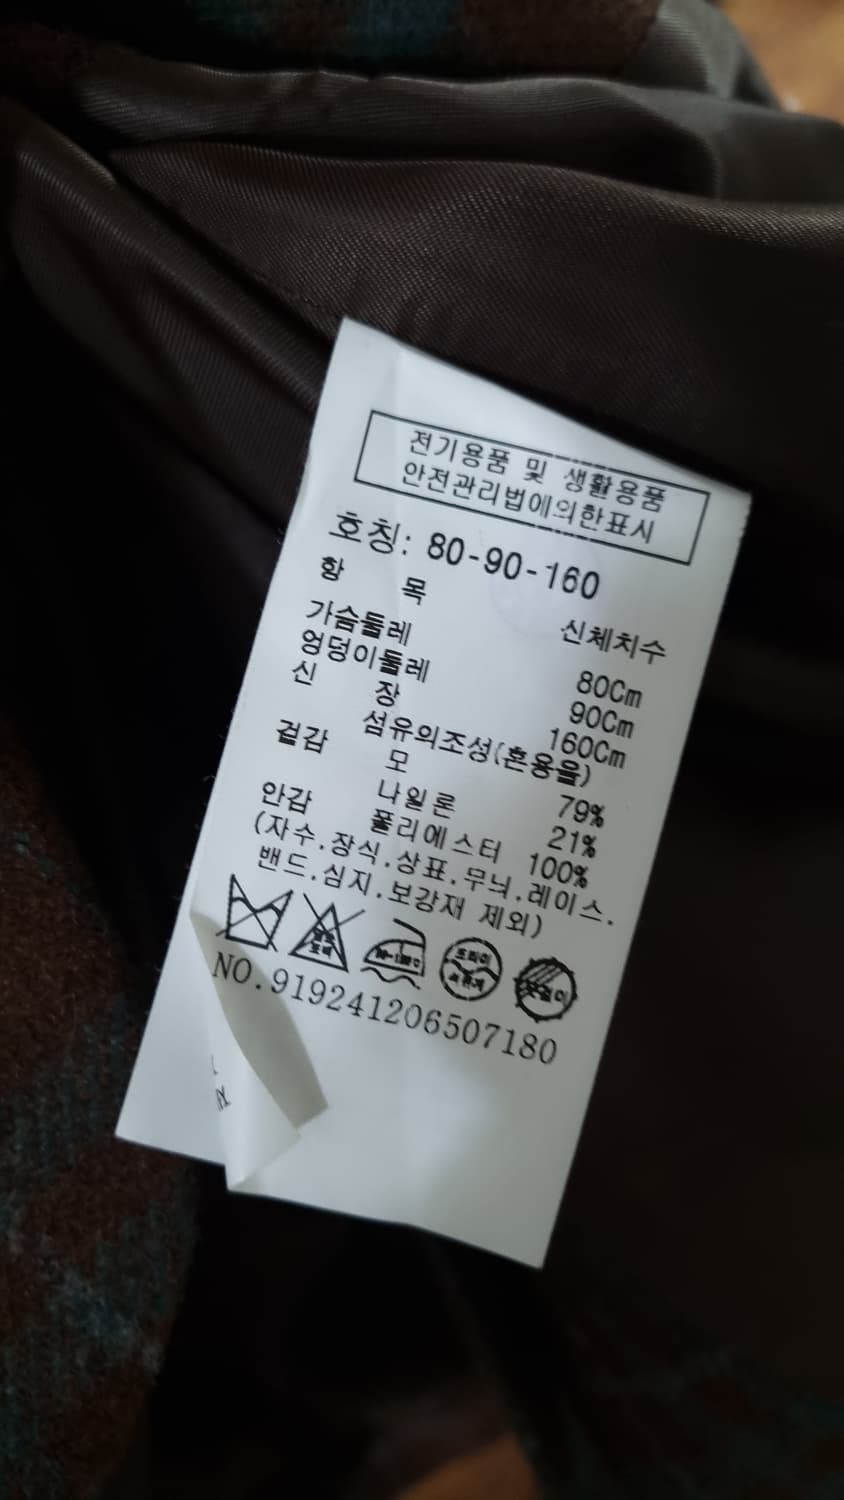 전기용품 및 생활용품
안전관리법에의한표시
호칭: 80-90-160
항 목 신체치수
가슴둘레 80Cm
엉덩이둘레 90Cm
신 장 160Cm
섬유의조성(혼용율)
겉감 모 79%
나일론 21%
안감 폴리에스터 100%
(자수.장식.상표.무늬.레이스.
밴드.심지.보강재 제외)
드라이
NO.919241206507180